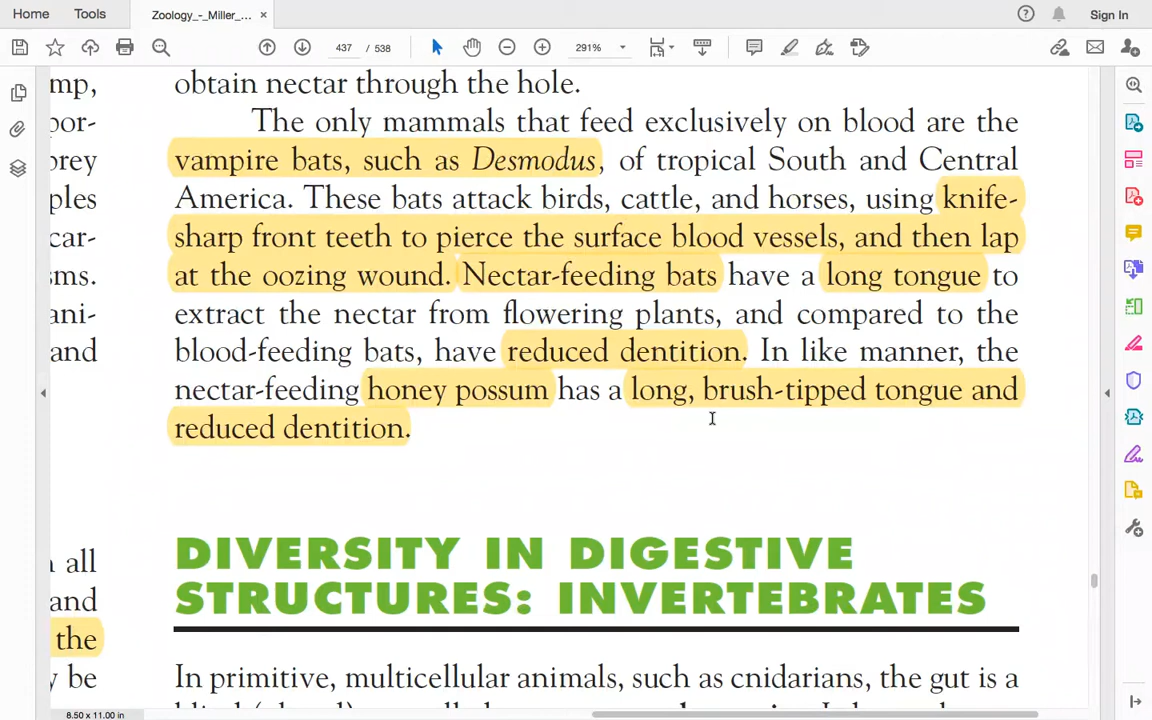 Home Tools Zoology_-_Miller_... × Sign In
437 / 538 291%
mp,
por-
prey
ples
car-
sms.
ani-
and
all
and
the
be
obtain nectar through the hole.
The only mammals that feed exclusively on blood are the
vampire bats, such as Desmodus, of tropical South and Central
America. These bats attack birds, cattle, and horses, using knife-
sharp front teeth to pierce the surface blood vessels, and then lap
at the oozing wound. Nectar-feeding bats have a long tongue to
extract the nectar from flowering plants, and compared to the
blood-feeding bats, have reduced dentition. In like manner, the
nectar-feeding honey possum has a long, brush-tipped tongue and
reduced dentition.
DIVERSITY IN DIGESTIVE
STRUCTURES: INVERTEBRATES
In primitive, multicellular animals, such as cnidarians, the gut is a
8.50 x 11.00 in